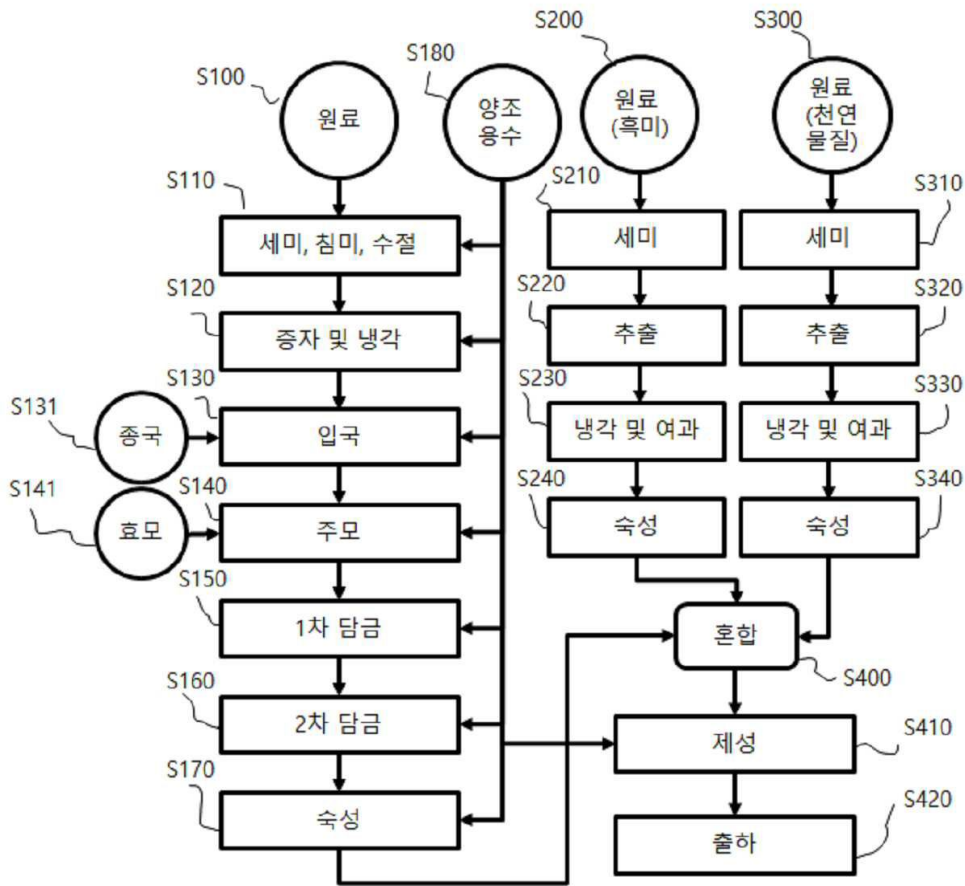 S100
원료
S180
양조
용수
S200
원료
(흑미)
S300
원료
(천연
물질)
S110
세미, 침미, 수절
S210
세미
S310
세미
S120
증자 및 냉각
S220
추출
S320
추출
S131
종국
S130
입국
S230
냉각 및 여과
S330
냉각 및 여과
S141
효모
S140
주모
S240
숙성
S340
숙성
S150
1차 담금
혼합
S400
S160
2차 담금
제성
S410
S170
숙성
출하
S420